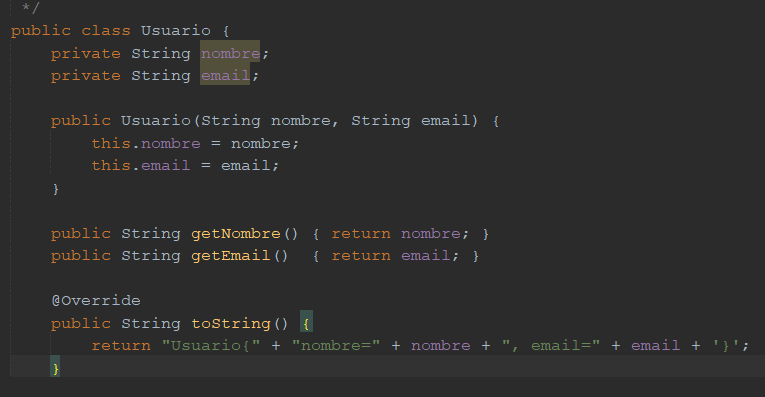 */
public class Usuario {
private String nombre;
private String email;
public Usuario(String nombre, String email) {
this.nombre = nombre;
this.email = email;
}
public String getNombre() { return nombre; }
public String getEmail()  { return email; }
@Override
public String toString() {
return "Usuario{" + "nombre=" + nombre + ", email=" + email + '}';
}